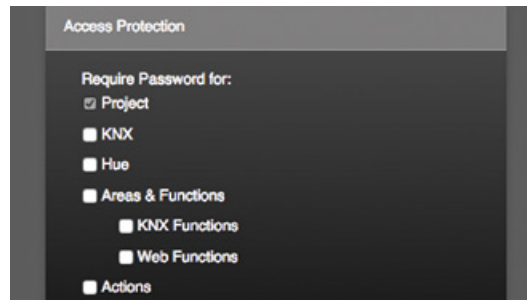 Access Protection
Require Password for:
Project
KNX
Hue
Areas & Functions
KNX Functions
Web Functions
Actions